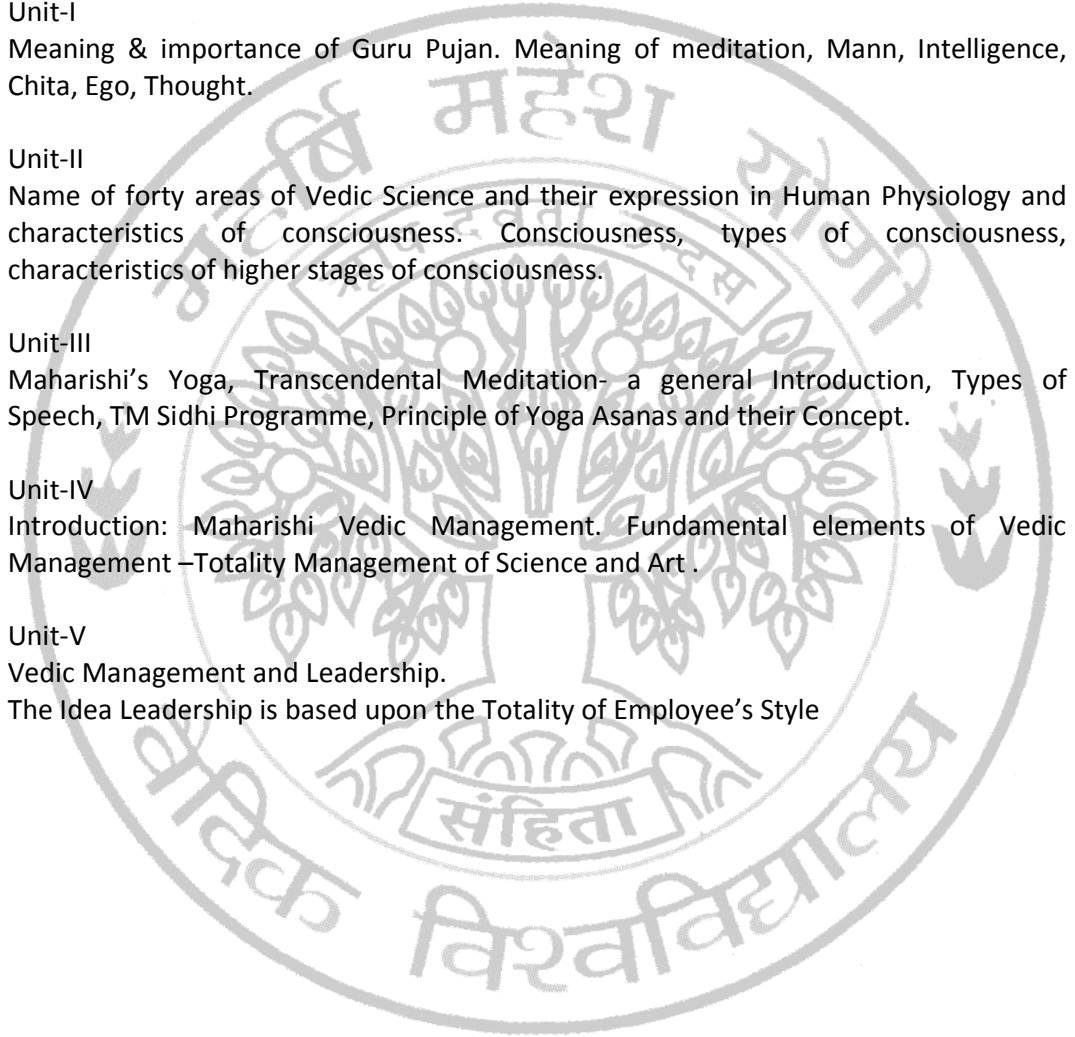 Unit-I
Meaning & importance of Guru Pujan. Meaning of meditation, Mann, Intelligence,
Chita, Ego, Thought.
Unit-II
Name of forty areas of Vedic Science and their expression in Human Physiology and
characteristics of consciousness. Consciousness, types of consciousness,
characteristics of higher stages of consciousness.
Unit-III
Maharishi’s Yoga, Transcendental Meditation- a general Introduction, Types of
Speech, TM Sidhi Programme, Principle of Yoga Asanas and their Concept.
Unit-IV
Introduction: Maharishi Vedic Management. Fundamental elements of Vedic
Management –Totality Management of Science and Art .
Unit-V
Vedic Management and Leadership.
The Idea Leadership is based upon the Totality of Employee’s Style
महर्षि महेश योगी
ऋषि देवता छन्दस
संहिता
वैदिक विश्वविद्यालय